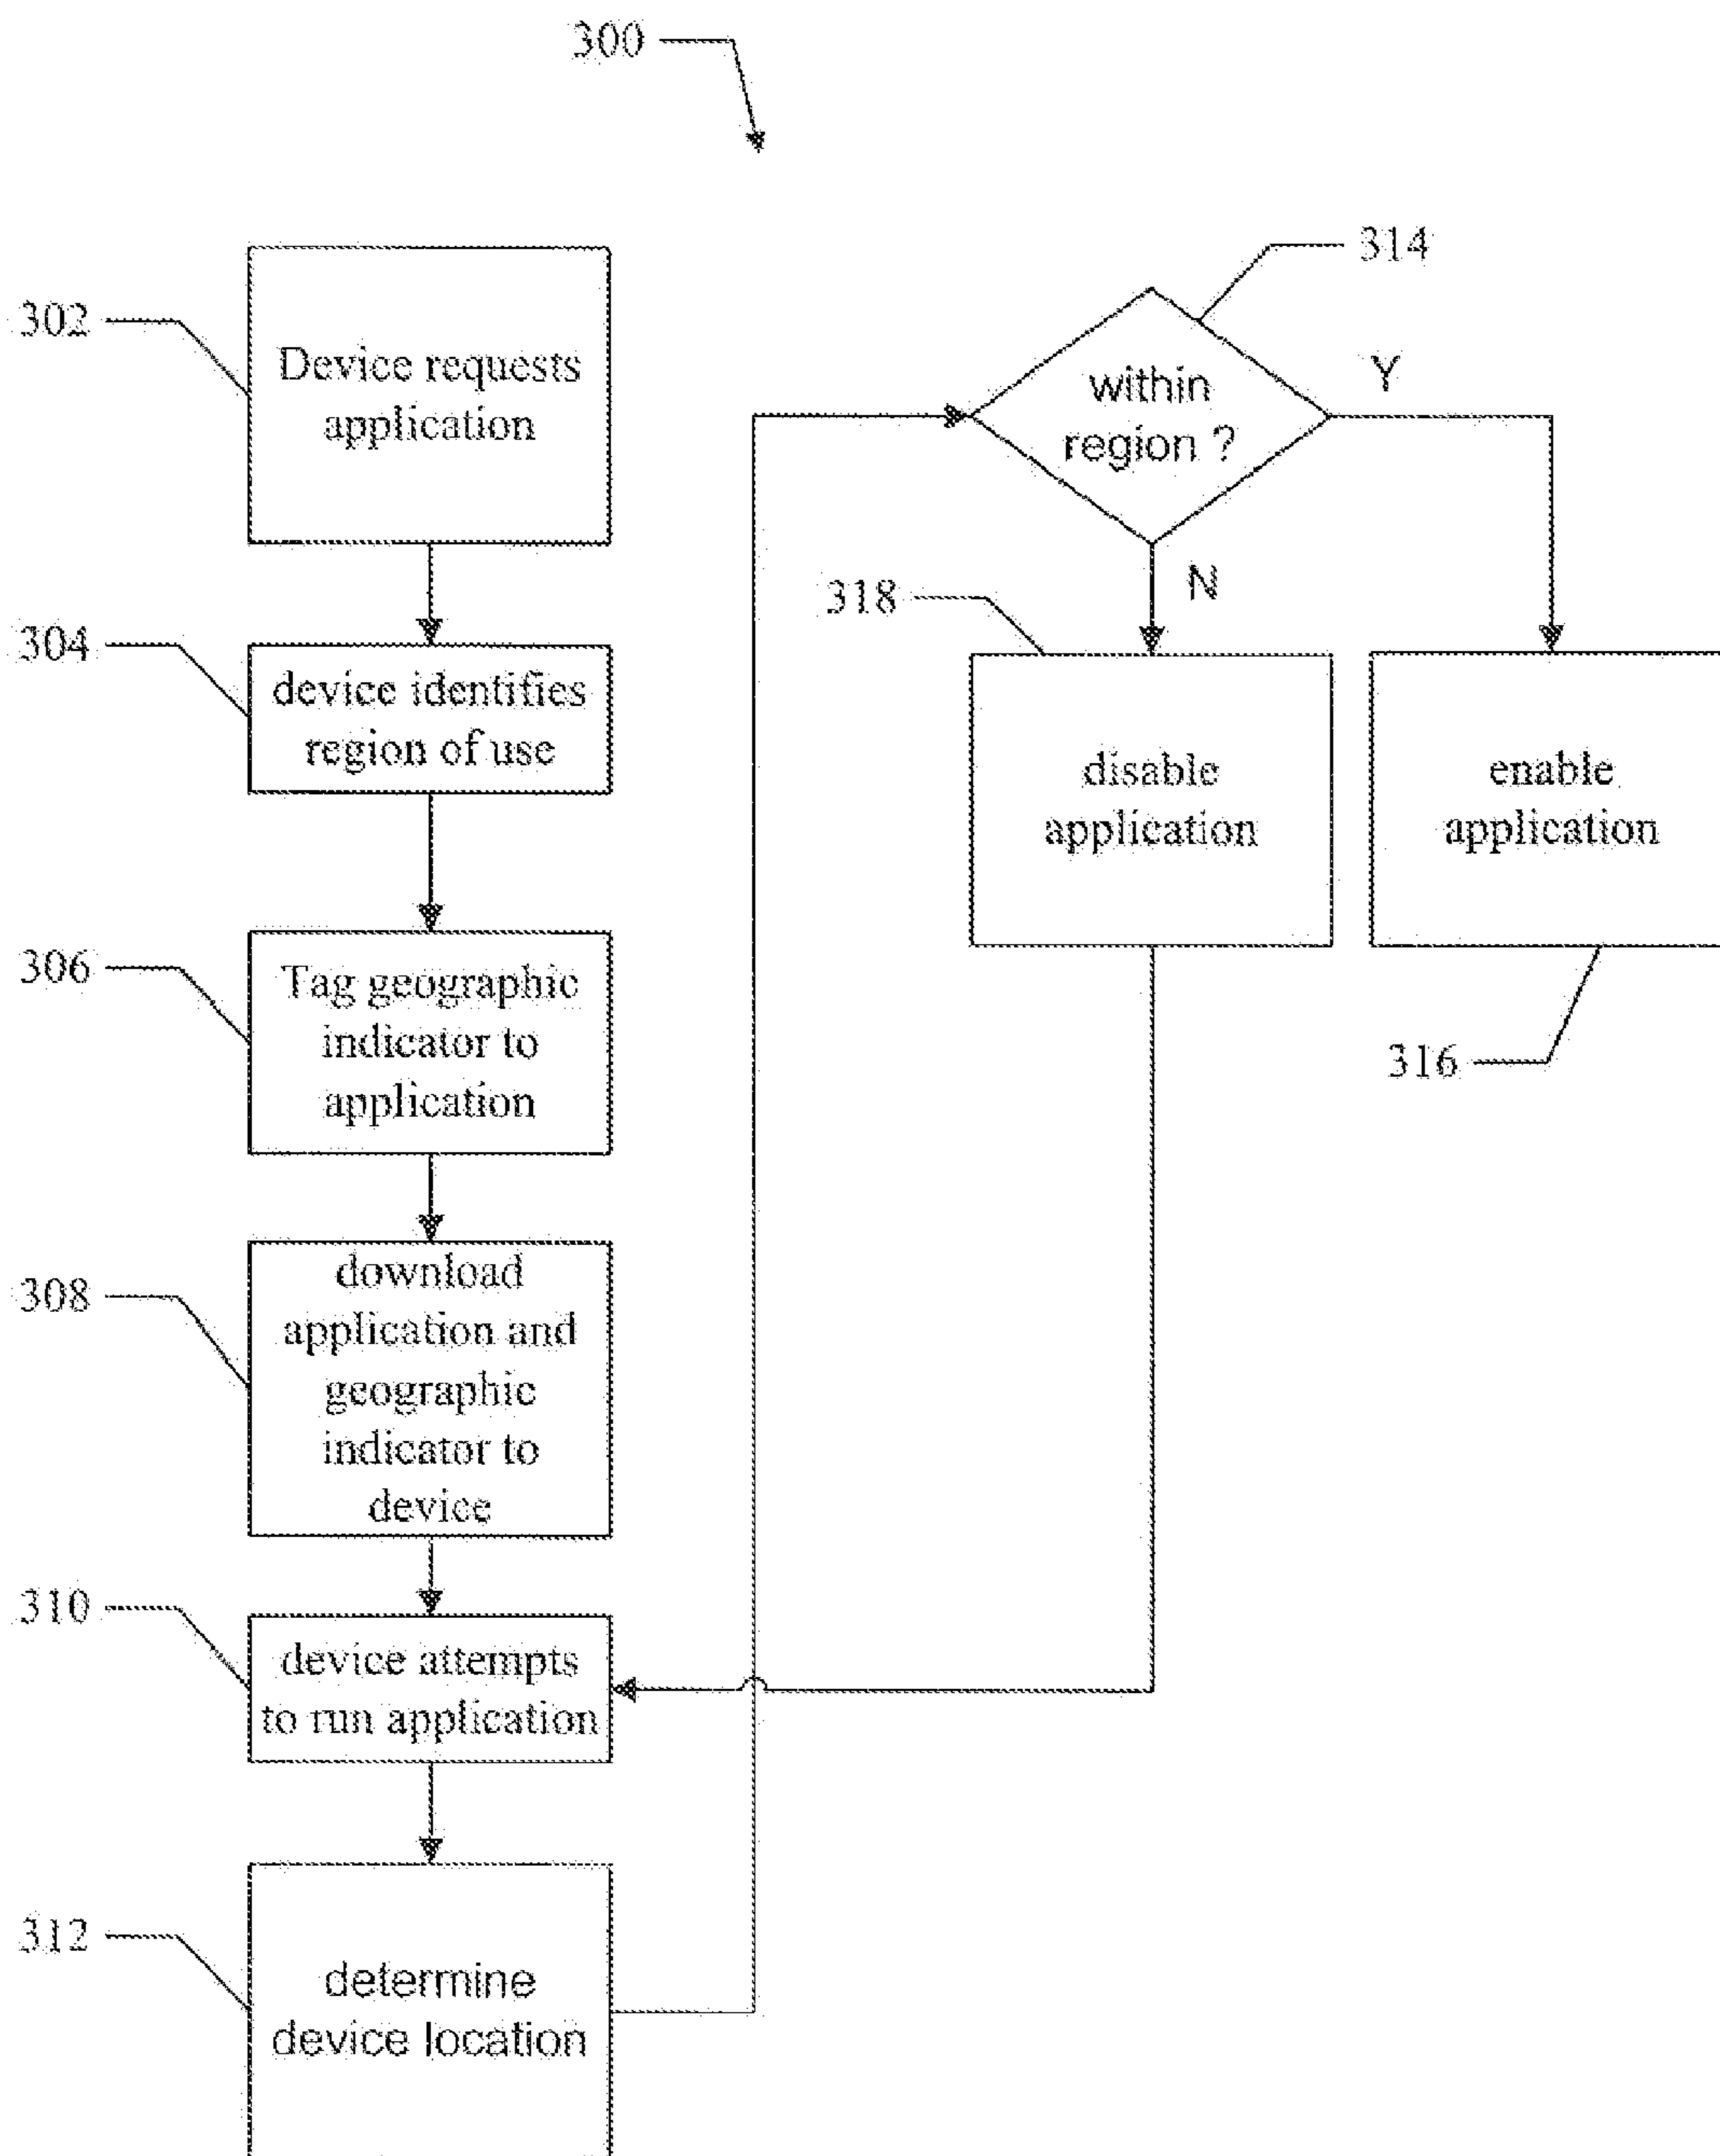 300
302
Device requests
application
304
device identifies
region of use
306
Tag geographic
indicator to
application
308
download
application and
geographic
indicator to
device
310
device attempts
to run application
312
determine
device location
314
within
region ?
Y
N
318
disable
application
enable
application
316